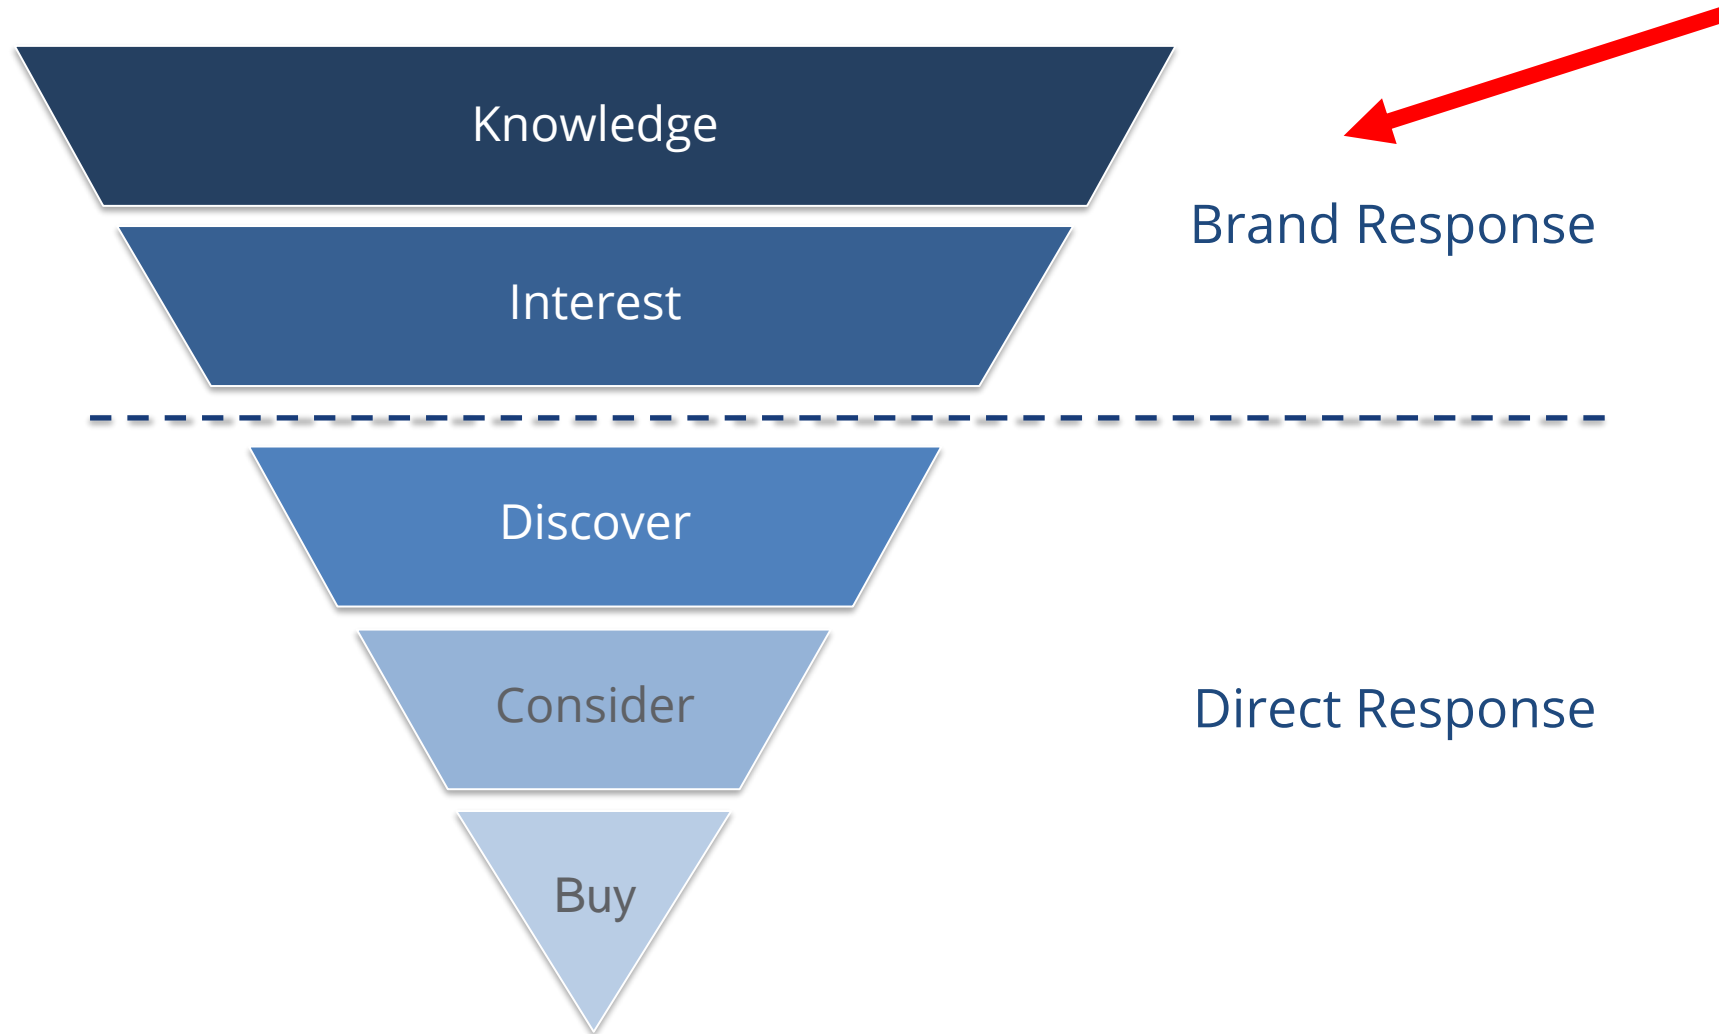 Knowledge
Brand Response
Interest
Discover
Consider
Direct Response
Buy